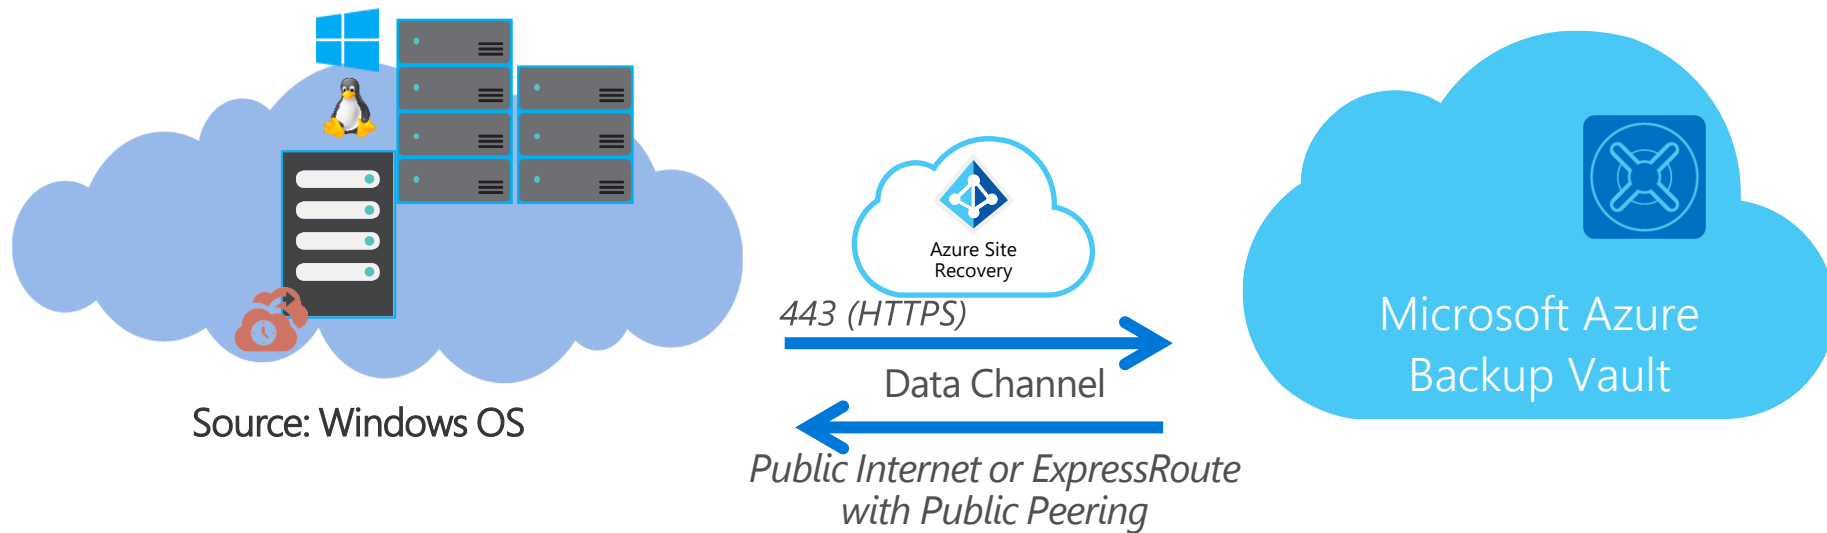 Azure Site
Recovery
443 (HTTPS)
Data Channel
Public Internet or ExpressRoute
with Public Peering
Source: Windows OS
Microsoft Azure
Backup Vault